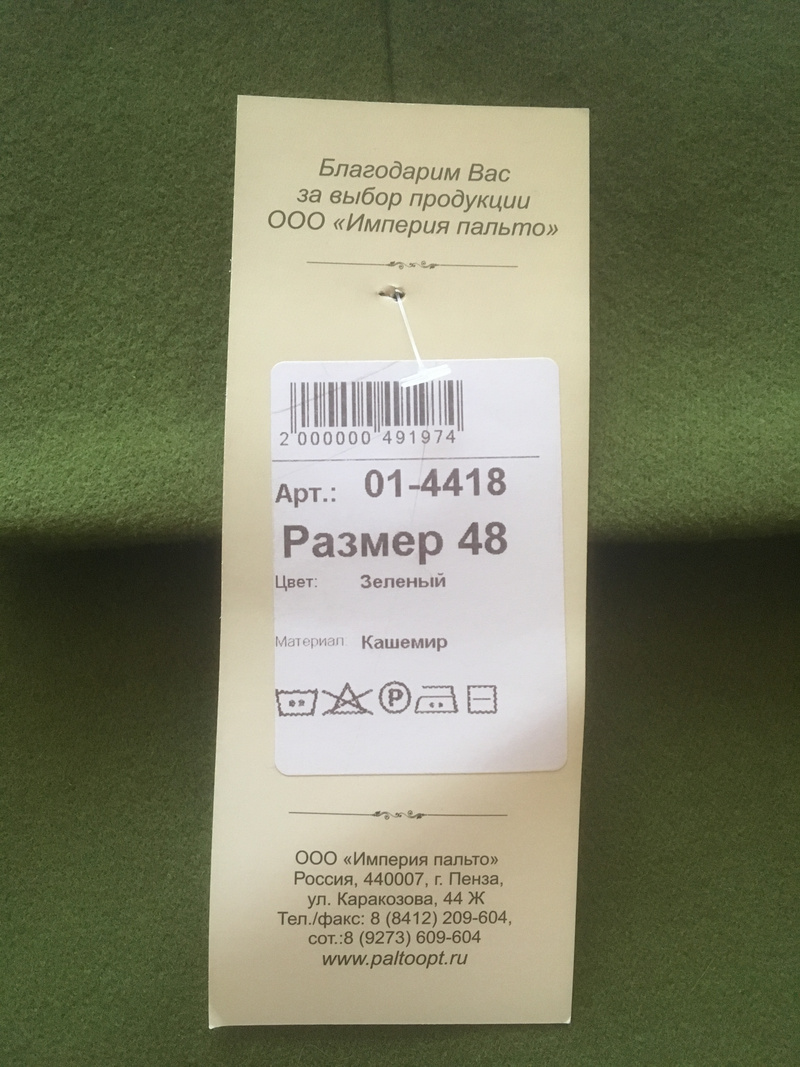 Благодарим Вас
за выбор продукции
ООО «Империя пальто»
2 000000 491974
Арт.: 01-4418
Размер 48
Цвет: Зеленый
Материал: Кашемир
P
ООО «Империя пальто»
Россия, 440007, г. Пенза,
ул. Каракозова, 44 Ж
Тел./факс: 8 (8412) 209-604,
сот.:8 (9273) 609-604
www.paltoopt.ru